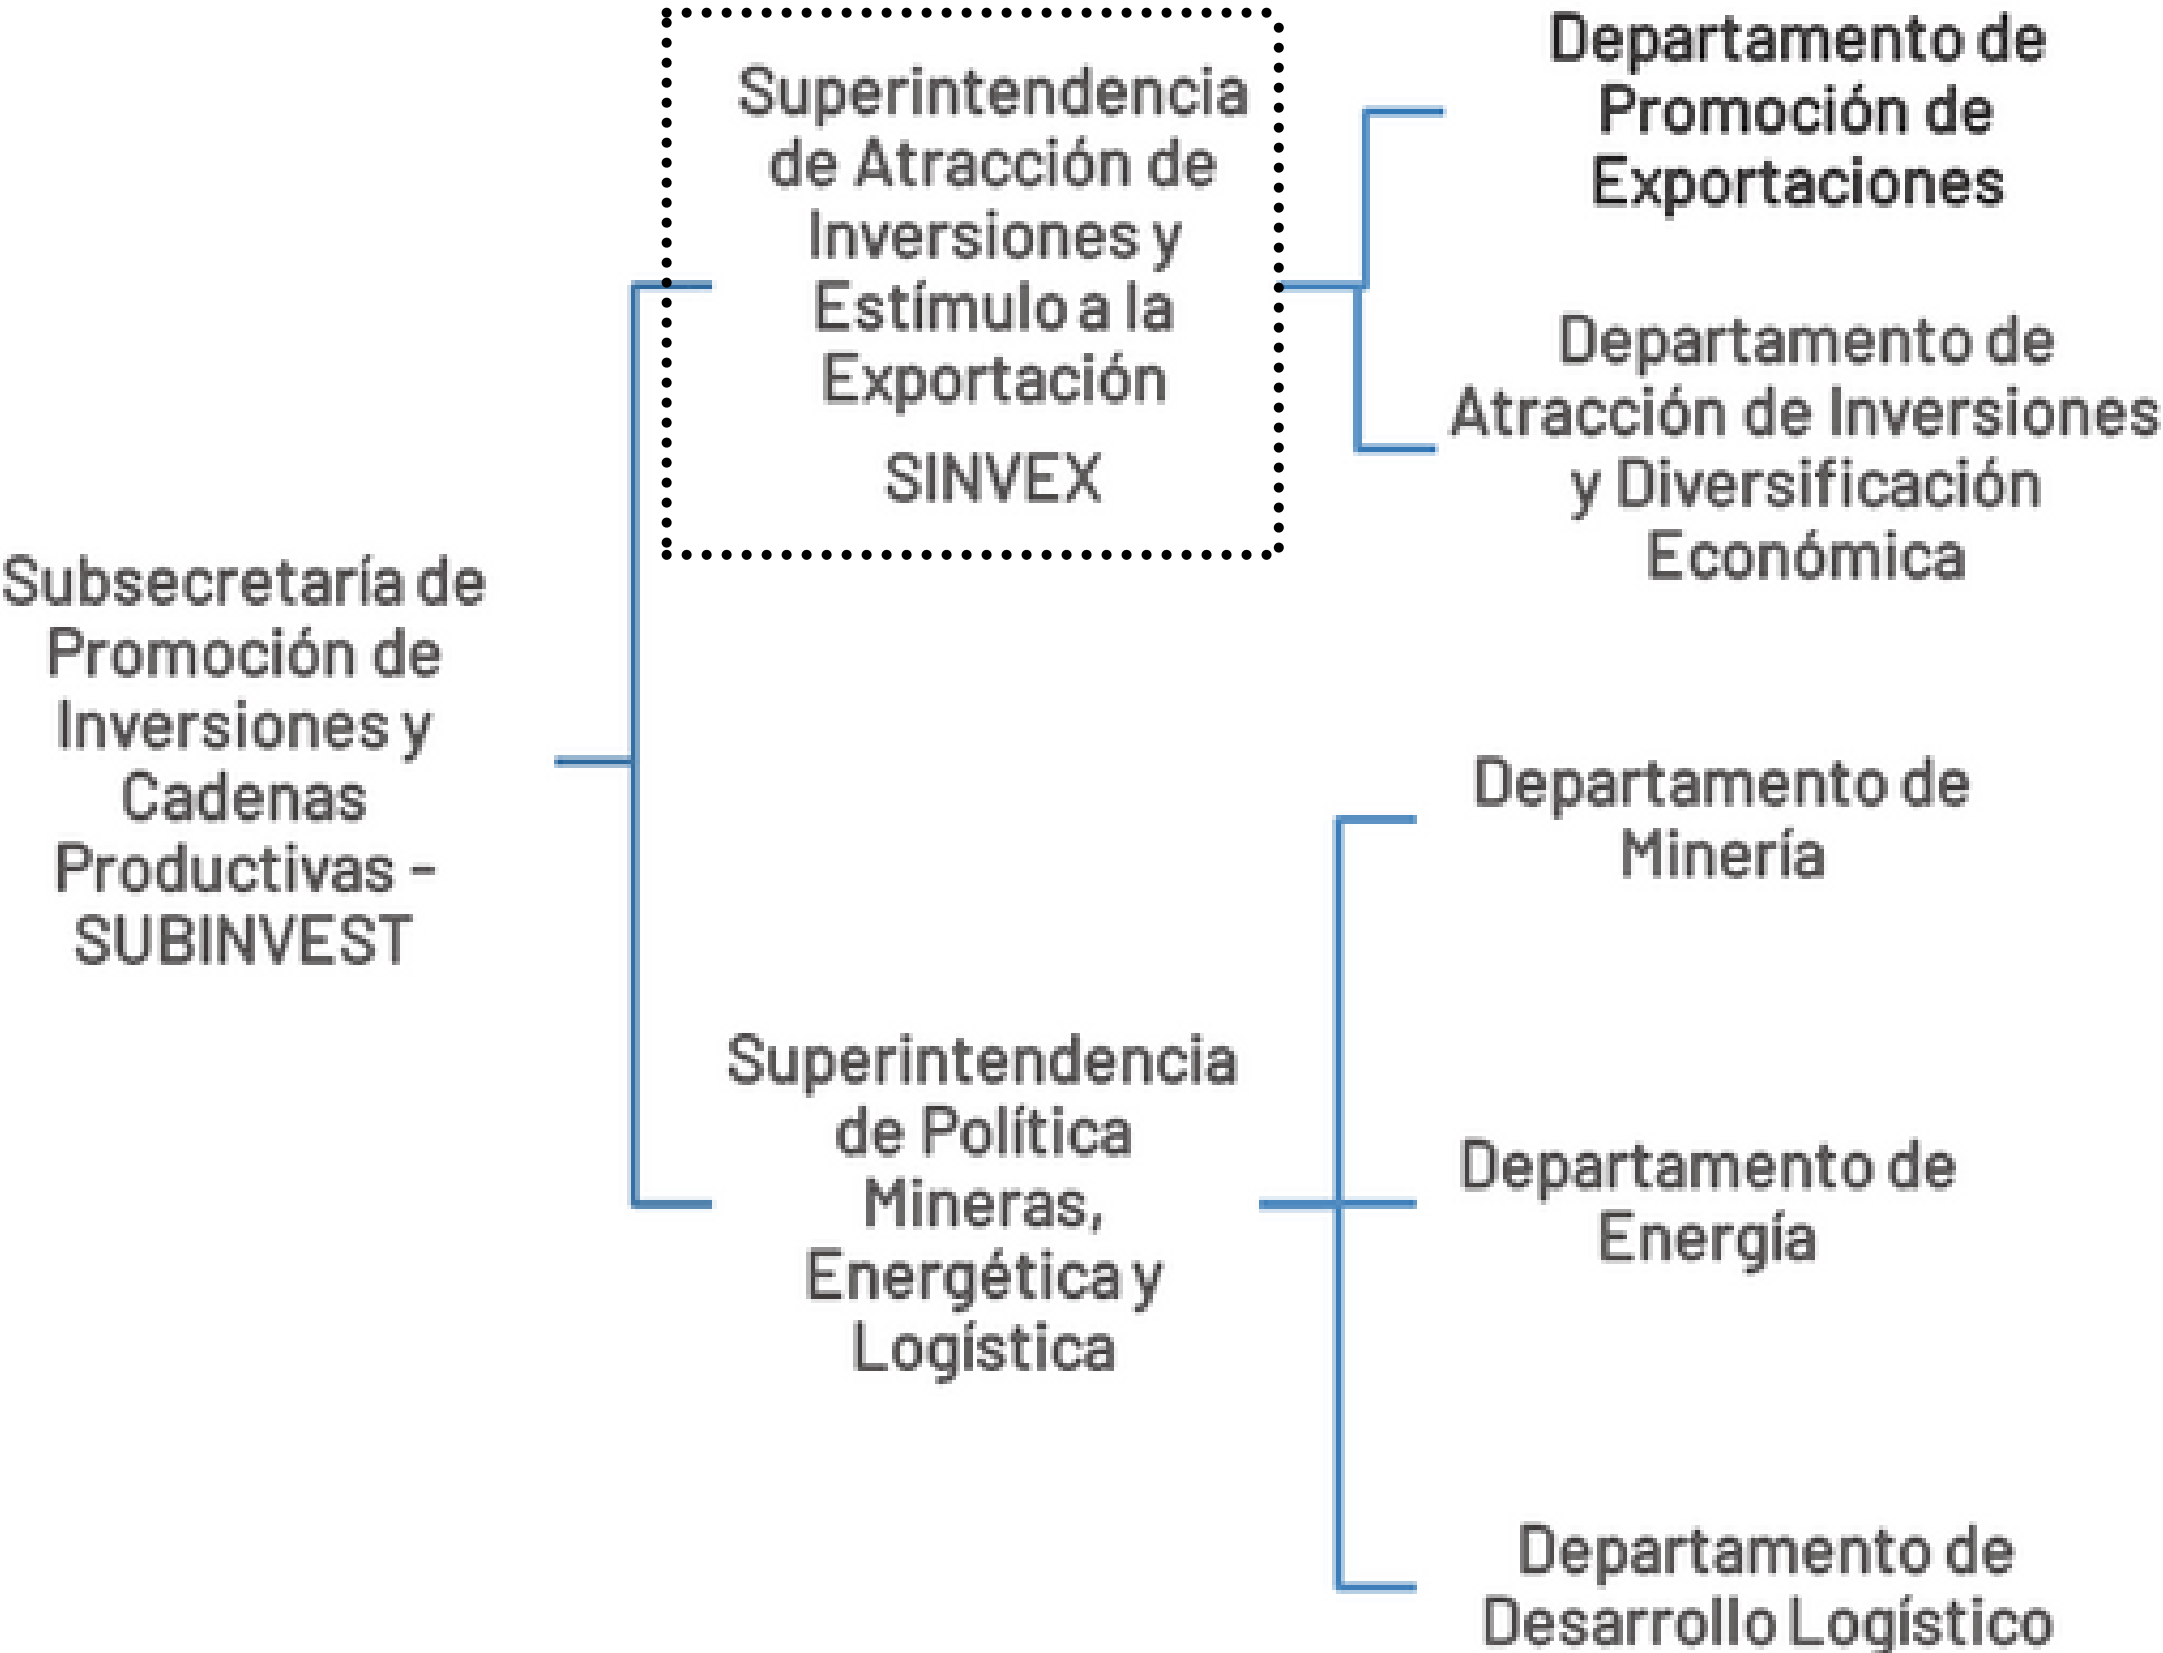 Subsecretaría de
Promoción de
Inversiones y
Cadenas
Productivas -
SUBINVEST
Superintendencia
de Atracción de
Inversiones y
Estímulo a la
Exportación
SINVEX
Departamento de
Promoción de
Exportaciones
Departamento de
Atracción de Inversiones
y Diversificación
Económica
Superintendencia
de Política
Mineras,
Energética y
Logística
Departamento de
Minería
Departamento de
Energía
Departamento de
Desarrollo Logístico